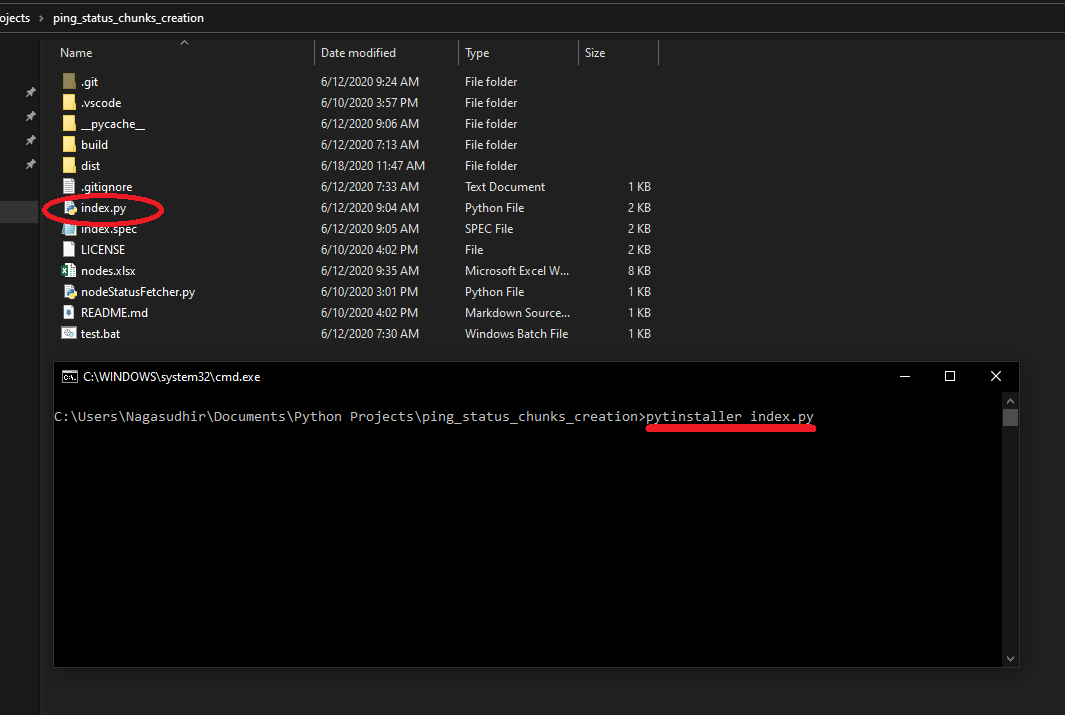 ojects > ping_status_chunks_creation
Name Date modified Type Size
.git 6/12/2020 9:24 AM File folder
.vscode 6/10/2020 3:57 PM File folder
__pycache__ 6/12/2020 9:06 AM File folder
build 6/12/2020 7:13 AM File folder
dist 6/18/2020 11:47 AM File folder
.gitignore 6/12/2020 7:33 AM Text Document 1 KB
index.py 6/12/2020 9:04 AM Python File 2 KB
index.spec 6/12/2020 9:05 AM SPEC File 2 KB
LICENSE 6/10/2020 4:02 PM File 2 KB
nodes.xlsx 6/12/2020 9:35 AM Microsoft Excel W... 8 KB
nodeStatusFetcher.py 6/10/2020 3:01 PM Python File 1 KB
README.md 6/10/2020 4:02 PM Markdown Source... 1 KB
test.bat 6/12/2020 7:30 AM Windows Batch File 1 KB
C:\WINDOWS\system32\cmd.exe
C:\Users\Nagasudhir\Documents\Python Projects\ping_status_chunks_creation>pytinstaller index.py